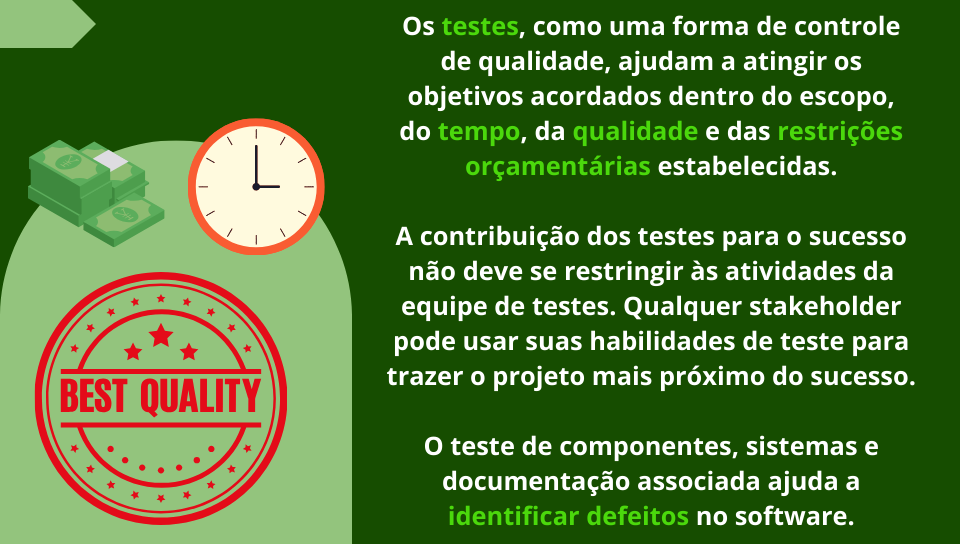 Os testes, como uma forma de controle
de qualidade, ajudam a atingir os
objetivos acordados dentro do escopo,
do tempo, da qualidade e das restrições
orçamentárias estabelecidas.
A contribuição dos testes para o sucesso
não deve se restringir às atividades da
equipe de testes. Qualquer stakeholder
pode usar suas habilidades de teste para
trazer o projeto mais próximo do sucesso.
O teste de componentes, sistemas e
documentação associada ajuda a
identificar defeitos no software.
BEST QUALITY